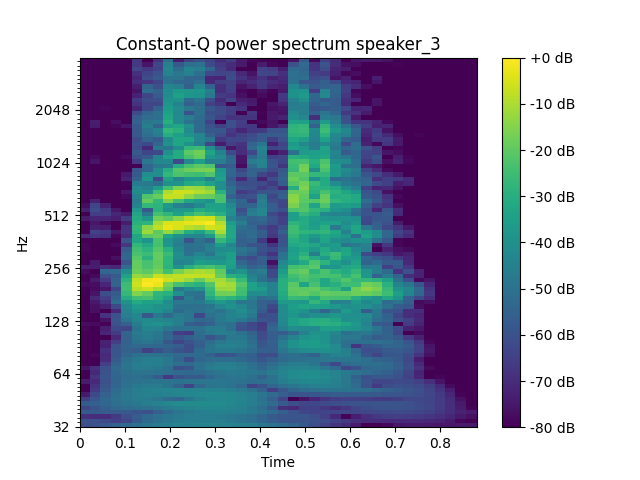 Constant-Q power spectrum speaker_3
Hz
2048
1024
512
256
128
64
32
0 0.1 0.2 0.3 0.4 0.5 0.6 0.7 0.8
Time
+0 dB
-10 dB
-20 dB
-30 dB
-40 dB
-50 dB
-60 dB
-70 dB
-80 dB